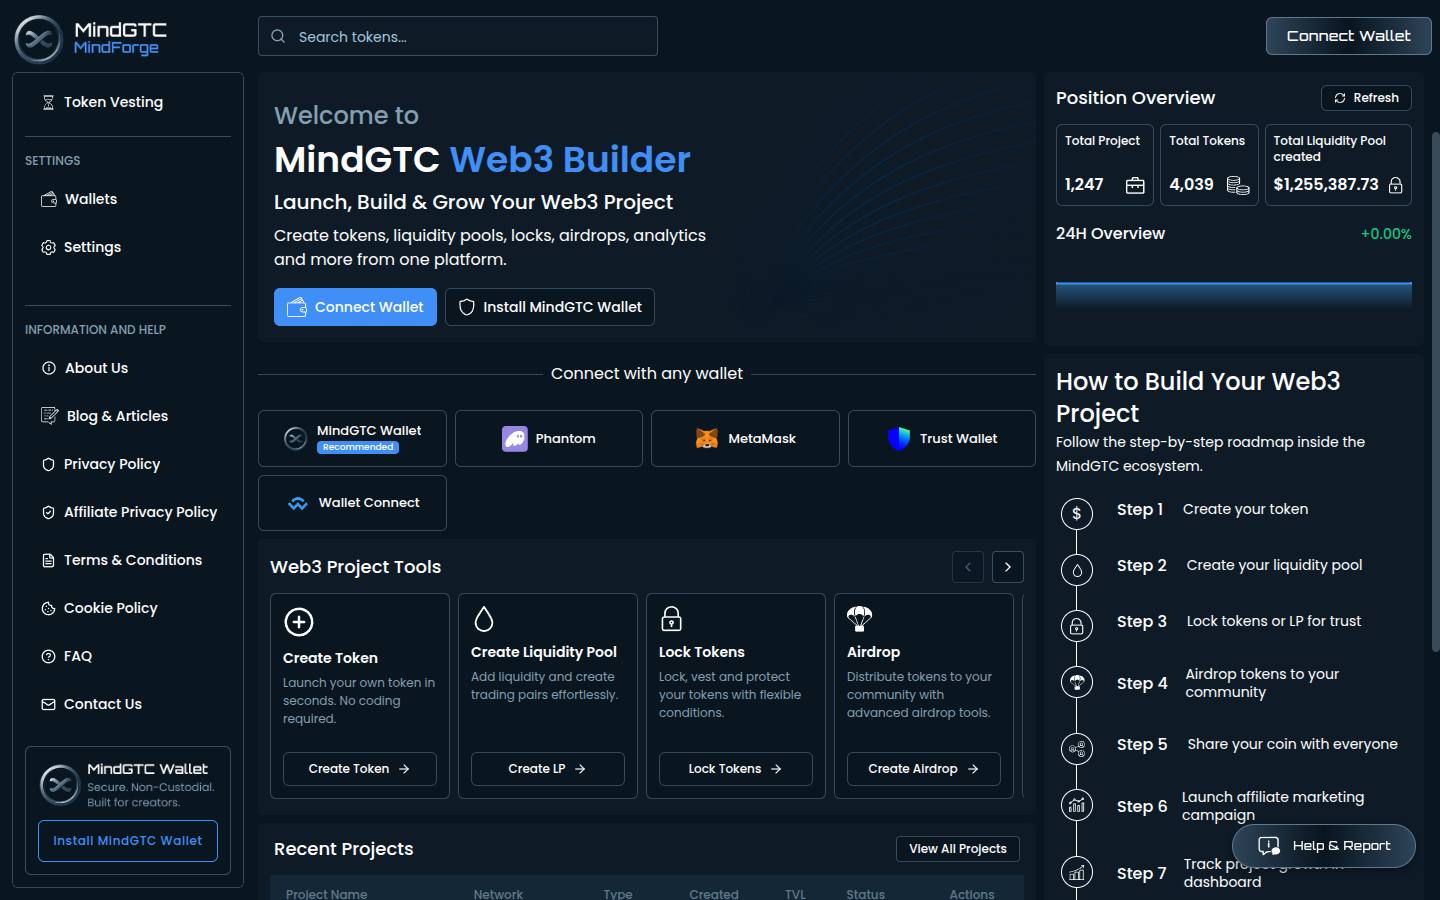 MindGTC
MindForge
Search tokens...
Connect Wallet
Token Vesting
SETTINGS
Wallets
Settings
INFORMATION AND HELP
About Us
Blog & Articles
Privacy Policy
Affiliate Privacy Policy
Terms & Conditions
Cookie Policy
FAQ
Contact Us
MindGTC Wallet
Secure. Non-Custodial.
Built for creators.
Install MindGTC Wallet
Welcome to
MindGTC Web3 Builder
Launch, Build & Grow Your Web3 Project
Create tokens, liquidity pools, locks, airdrops, analytics
and more from one platform.
Connect Wallet
Install MindGTC Wallet
Connect with any wallet
MindGTC Wallet
Recommended
Phantom
MetaMask
Trust Wallet
Wallet Connect
Web3 Project Tools
Create Token
Launch your own token in
seconds. No coding
required.
Create Token
Create Liquidity Pool
Add liquidity and create
trading pairs effortlessly.
Create LP
Lock Tokens
Lock, vest and protect
your tokens with flexible
conditions.
Lock Tokens
Airdrop
Distribute tokens to your
community with
advanced airdrop tools.
Create Airdrop
Recent Projects
View All Projects
Project Name Network Type Created TVL Status Actions
Position Overview
Refresh
Total Project
1,247
Total Tokens
4,039
Total Liquidity Pool
created
$1,255,387.73
24H Overview
+0.00%
How to Build Your Web3
Project
Follow the step-by-step roadmap inside the
MindGTC ecosystem.
$
Step 1 Create your token
Step 2 Create your liquidity pool
Step 3 Lock tokens or LP for trust
Step 4 Airdrop tokens to your
community
Step 5 Share your coin with everyone
Step 6 Launch affiliate marketing
campaign
Help & Report
Step 7 Track
dashboard